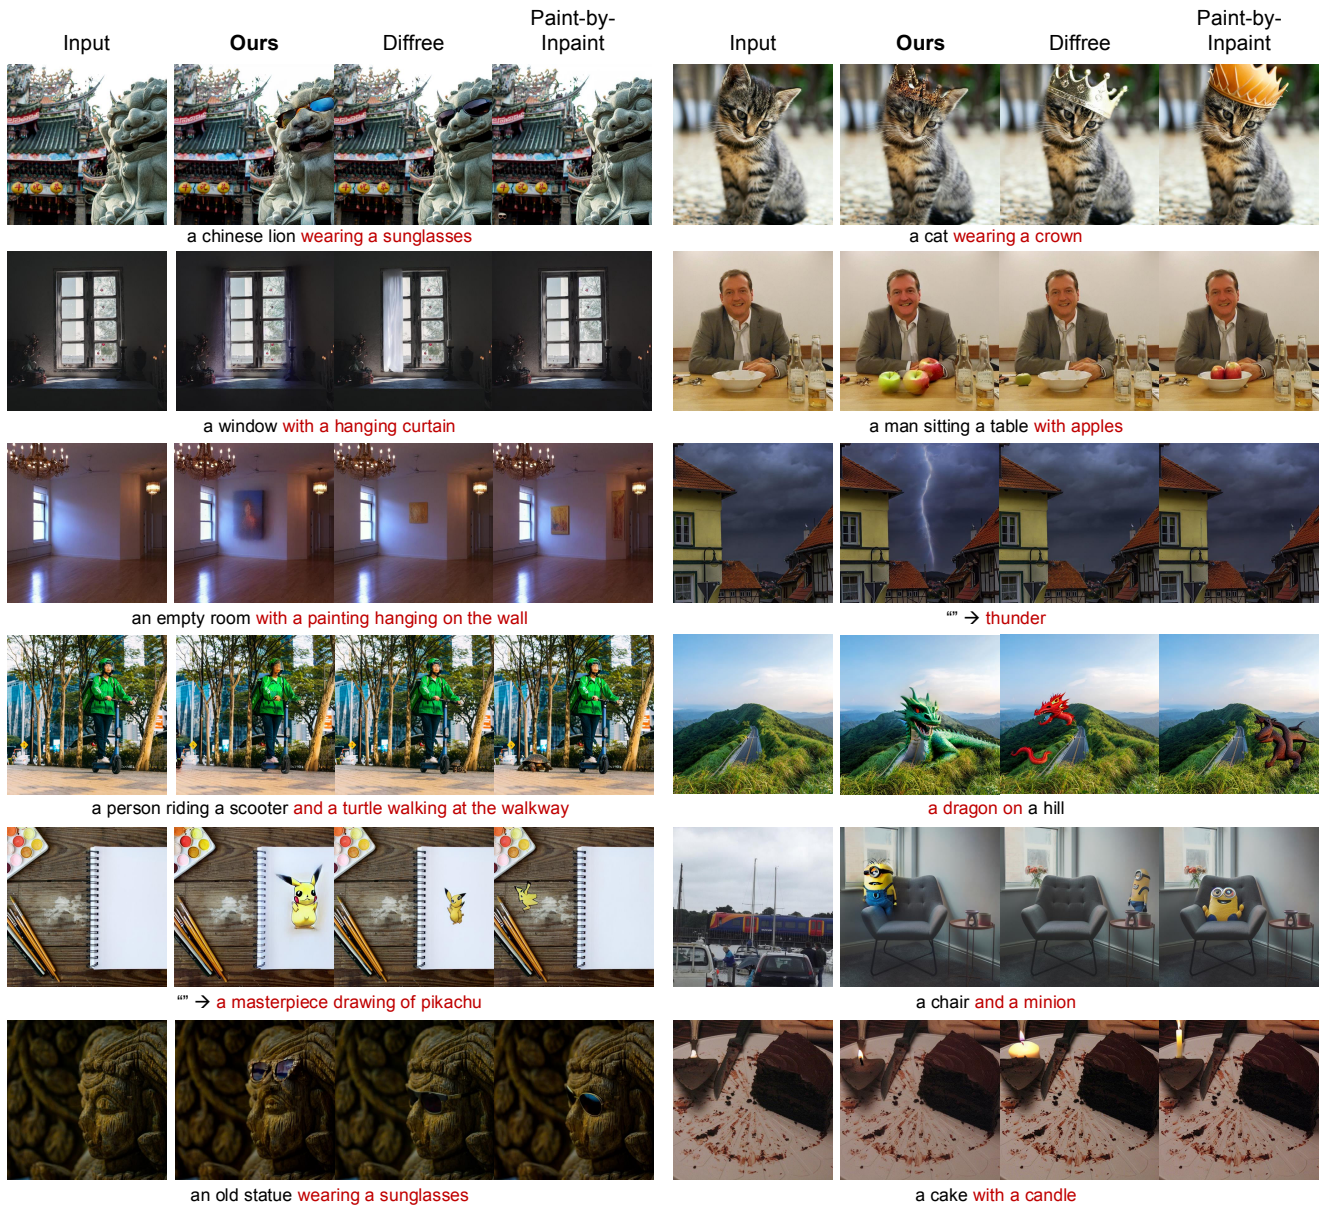 Input
Ours
Diffree
Paint-by-
Inpaint
Input
Ours
Diffree
Paint-by-
Inpaint
a chinese lion wearing a sunglasses
a cat wearing a crown
a window with a hanging curtain
a man sitting a table with apples
an empty room with a painting hanging on the wall
“” → thunder
a person riding a scooter and a turtle walking at the walkway
a dragon on a hill
“” → a masterpiece drawing of pikachu
a chair and a minion
an old statue wearing a sunglasses
a cake with a candle